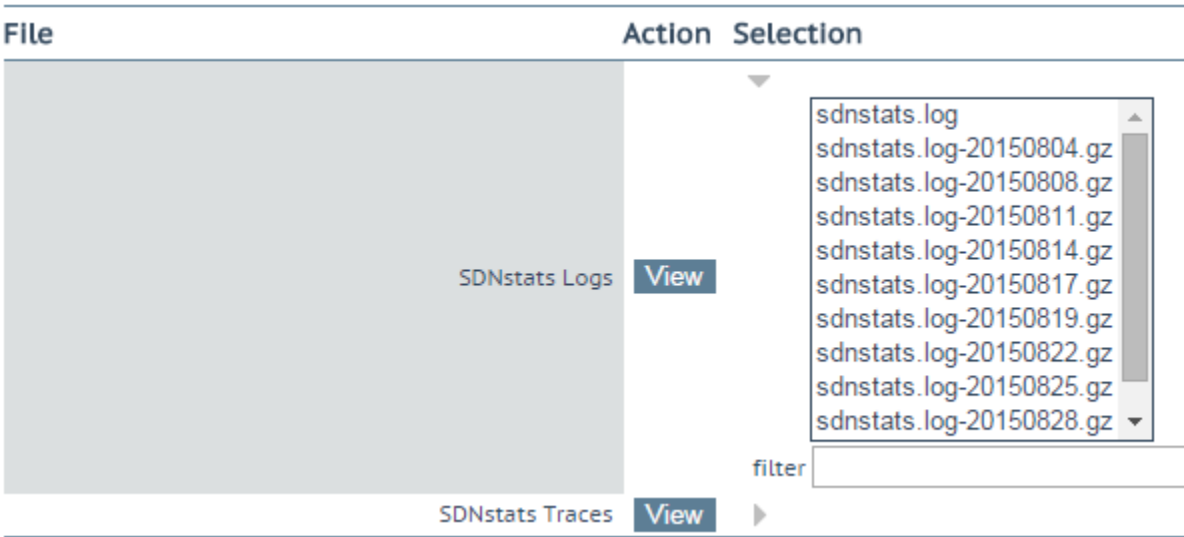 File Action Selection
sdnstats.log
sdnstats.log-20150804.gz
sdnstats.log-20150808.gz
sdnstats.log-20150811.gz
sdnstats.log-20150814.gz
SDNstats Logs View
sdnstats.log-20150817.gz
sdnstats.log-20150819.gz
sdnstats.log-20150822.gz
sdnstats.log-20150825.gz
sdnstats.log-20150828.gz
filter
SDNstats Traces View